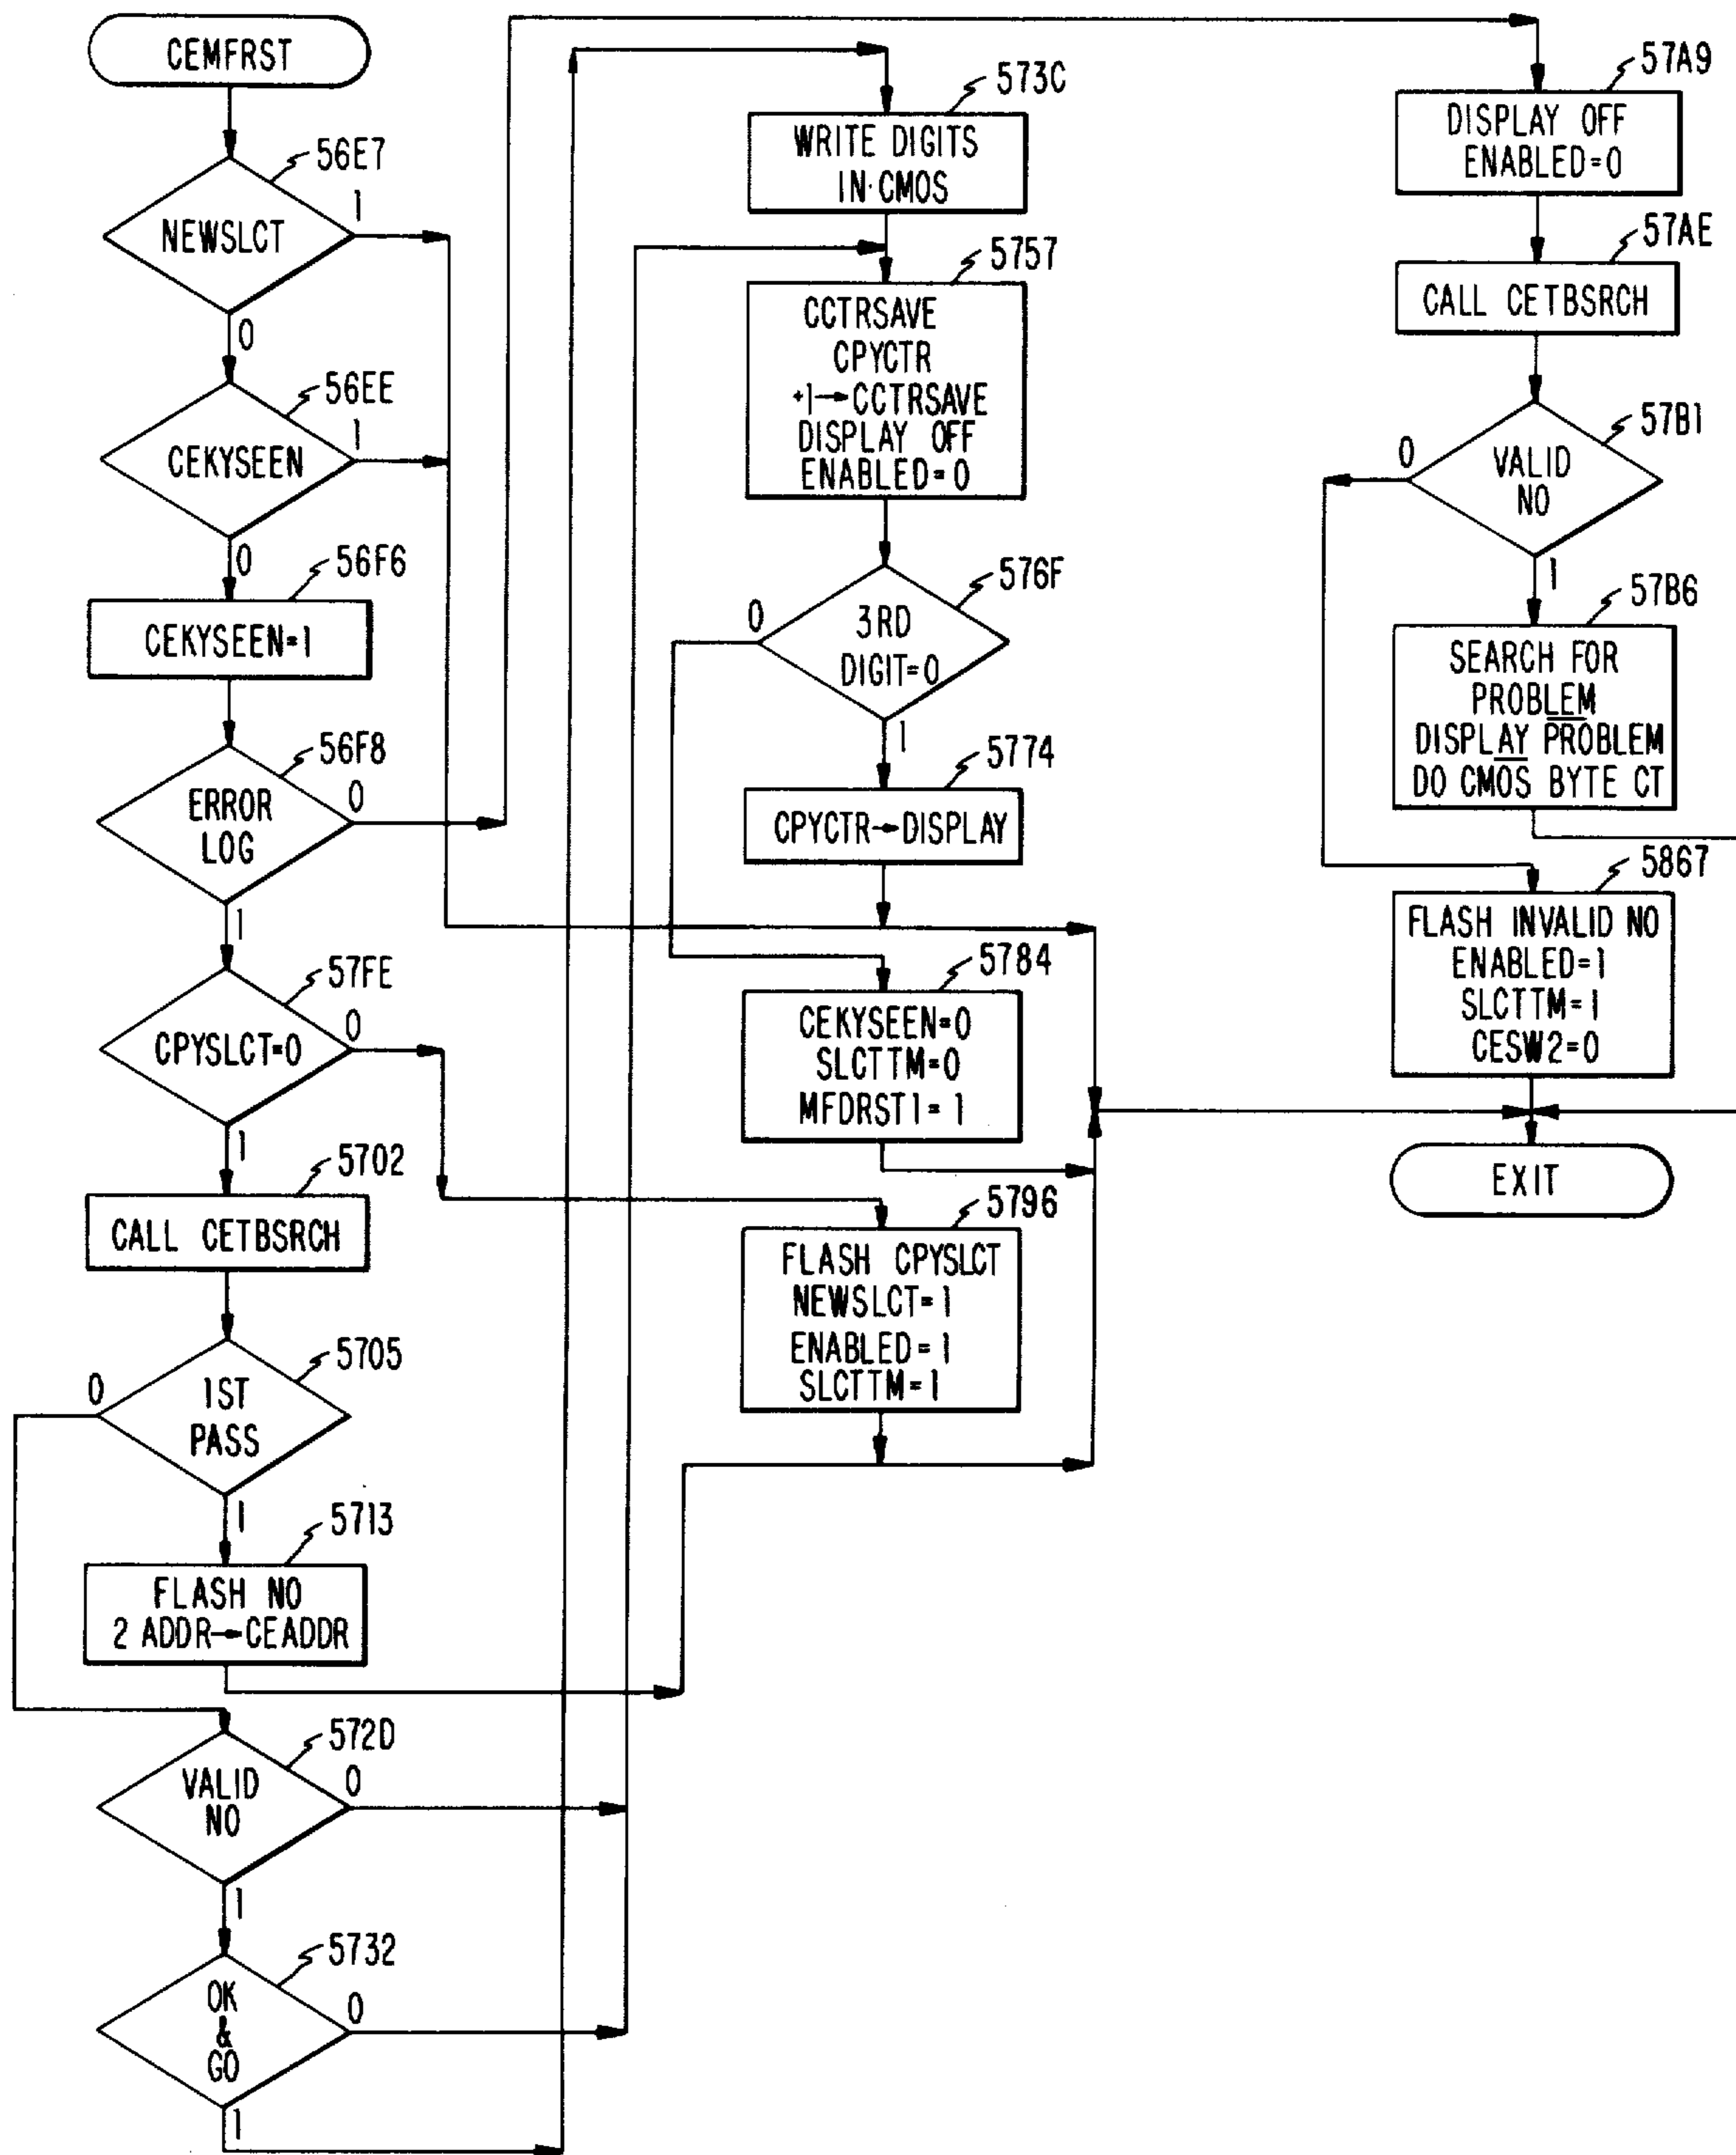 CEMFRST
56E7
NEWSLCT
1
0
56EE
CEKYSEEN
1
0
56F6
CEKYSEEN=1
56F8
ERROR
LOG
0
1
57FE
CPYSLCT=0
0
1
5702
CALL CETBSRCH
5705
0
1ST
PASS
1
5713
FLASH NO
2 ADDR→CEADDR
572D
VALID
NO
0
1
5732
OK
&
GO
0
1
573C
WRITE DIGITS
IN CMOS
5757
CCTRSAVE
CPYCTR
+1→CCTRSAVE
DISPLAY OFF
ENABLED=0
576F
0
3RD
DIGIT=0
1
5774
CPYCTR→DISPLAY
5784
CEKYSEEN=0
SLCTTM=0
MFDRST1=1
5796
FLASH CPYSLCT
NEWSLCT=1
ENABLED=1
SLCTTM=1
57A9
DISPLAY OFF
ENABLED=0
57AE
CALL CETBSRCH
57B1
0
VALID
NO
1
57B6
SEARCH FOR
PROBLEM
DISPLAY PROBLEM
DO CMOS BYTE CT
5867
FLASH INVALID NO
ENABLED=1
SLCTTM=1
CESW2=0
EXIT